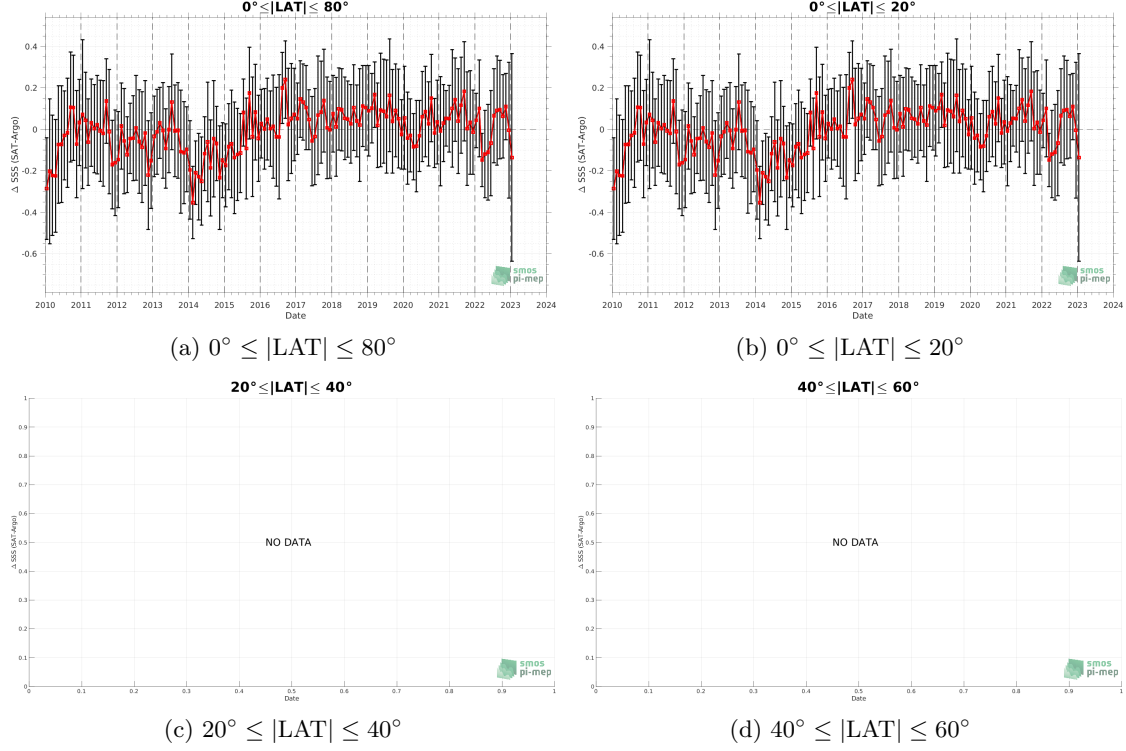 0°≤|LAT|≤ 80°
Δ SSS (SAT-Argo)
0.4
0.2
0
-0.2
-0.4
-0.6
2010 2011 2012 2013 2014 2015 2016 2017 2018 2019 2020 2021 2022 2023 2024
Date
smos
pi-mep
(a) 0° ≤ |LAT| ≤ 80°
0°≤|LAT|≤ 20°
Δ SSS (SAT-Argo)
0.4
0.2
0
-0.2
-0.4
-0.6
2010 2011 2012 2013 2014 2015 2016 2017 2018 2019 2020 2021 2022 2023 2024
Date
smos
pi-mep
(b) 0° ≤ |LAT| ≤ 20°
20°≤|LAT|≤ 40°
Δ SSS (SAT-Argo)
1
0.9
0.8
0.7
0.6
0.5
0.4
0.3
0.2
0.1
0
NO DATA
0 0.1 0.2 0.3 0.4 0.5 0.6 0.7 0.8 0.9 1
Date
smos
pi-mep
(c) 20° ≤ |LAT| ≤ 40°
40°≤|LAT|≤ 60°
Δ SSS (SAT-Argo)
1
0.9
0.8
0.7
0.6
0.5
0.4
0.3
0.2
0.1
0
NO DATA
0 0.1 0.2 0.3 0.4 0.5 0.6 0.7 0.8 0.9 1
Date
smos
pi-mep
(d) 40° ≤ |LAT| ≤ 60°